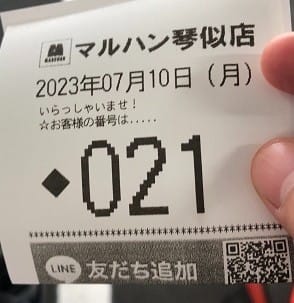 MARUHAN
マルハン琴似店
2023年07月10日（月）
いらっしゃいませ！
☆お客様の番号は．．．．．
◆021
LINE 友だち追加